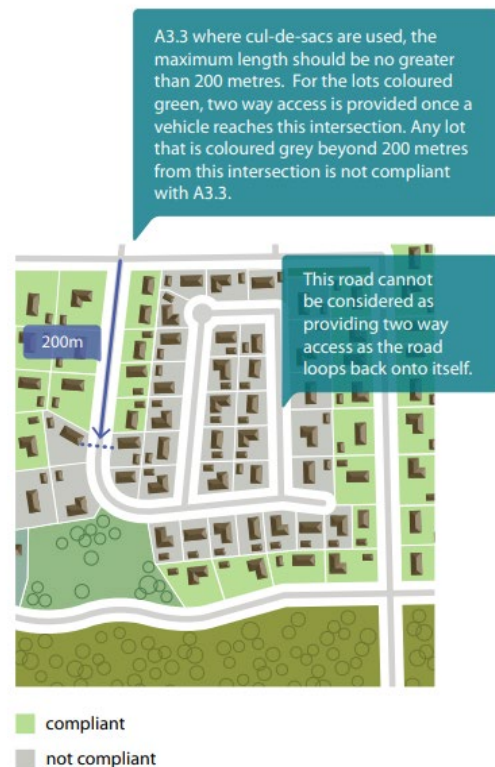 A3.3 where cul-de-sacs are used, the
maximum length should be no greater
than 200 metres.  For the lots coloured
green, two way access is provided once a
vehicle reaches this intersection. Any lot
that is coloured grey beyond 200 metres
from this intersection is not compliant
with A3.3.
This road cannot
be considered as
providing two way
access as the road
loops back onto itself.
200m
compliant
not compliant